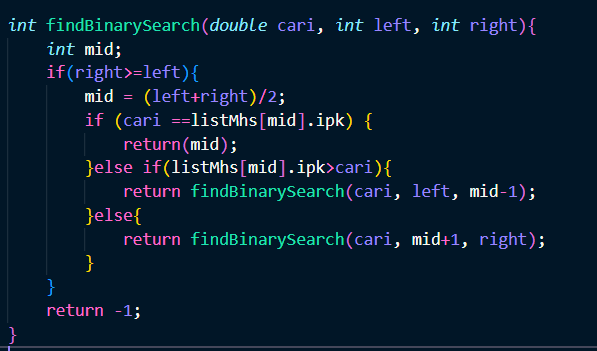 int findBinarySearch(double cari, int left, int right){
    int mid;
    if(right>=left){
        mid = (left+right)/2;
        if (cari ==listMhs[mid].ipk) {
            return(mid);
        }else if(listMhs[mid].ipk>cari){
            return findBinarySearch(cari, left, mid-1);
        }else{
            return findBinarySearch(cari, mid+1, right);
        }
    }
    return -1;
}